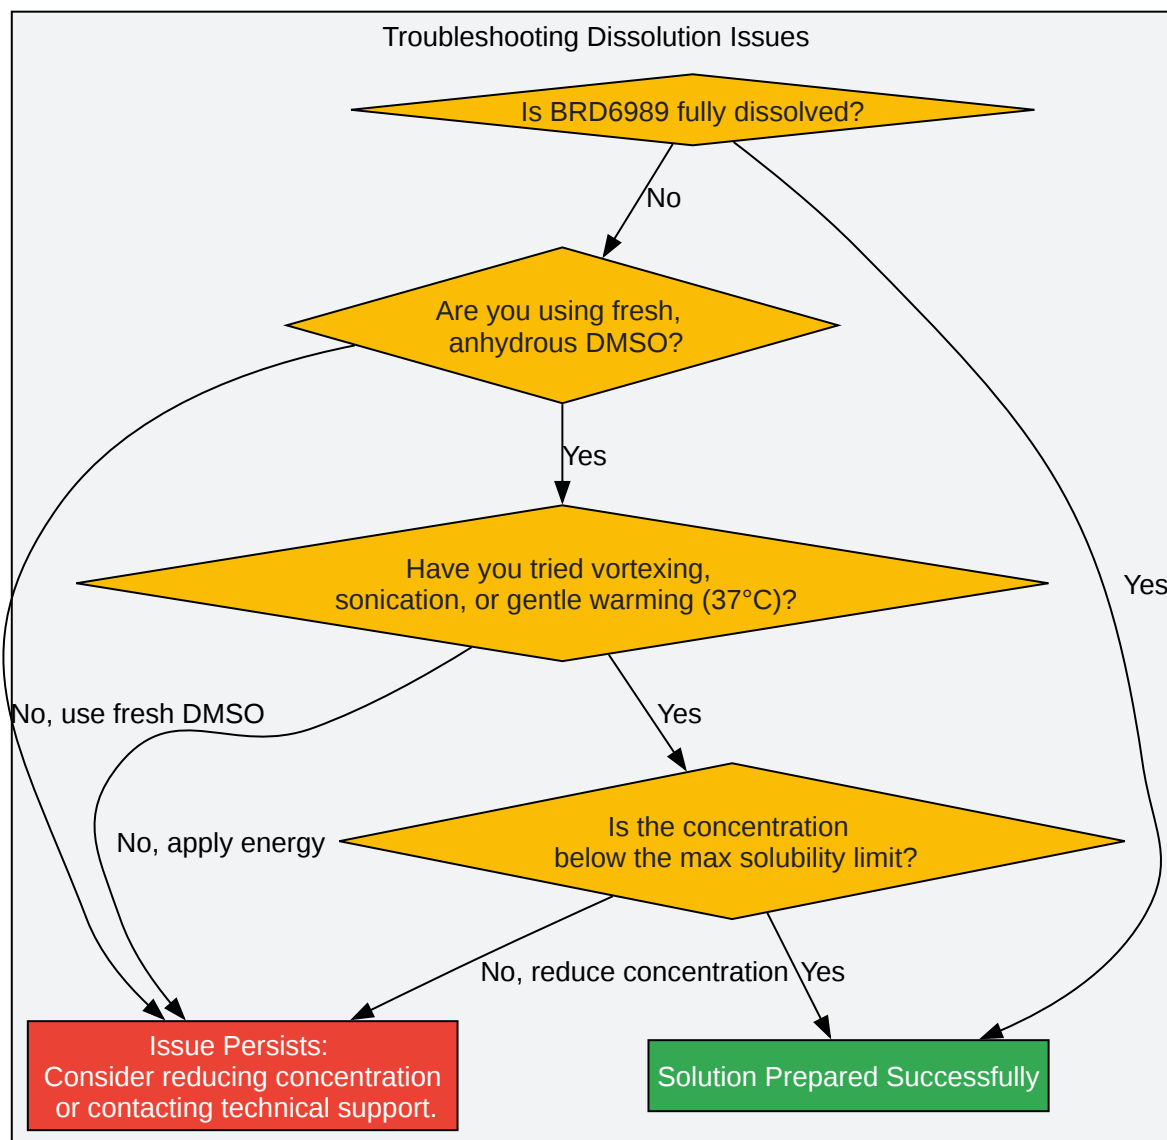 Troubleshooting Dissolution Issues
Is BRD6989 fully dissolved?
No
Are you using fresh,
anhydrous DMSO?
Yes
Have you tried vortexing,
sonication, or gentle warming (37°C)?
Yes
No, use fresh DMSO
Yes
Is the concentration
below the max solubility limit?
No, apply energy
No, reduce concentration
Yes
Issue Persists:
Consider reducing concentration
or contacting technical support.
Solution Prepared Successfully